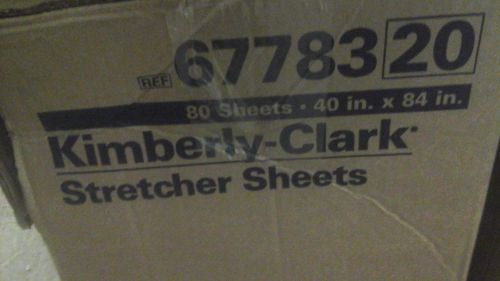 REF 67783 20
80 Sheets · 40 in. x 84 in.
Kimberly-Clark*
Stretcher Sheets